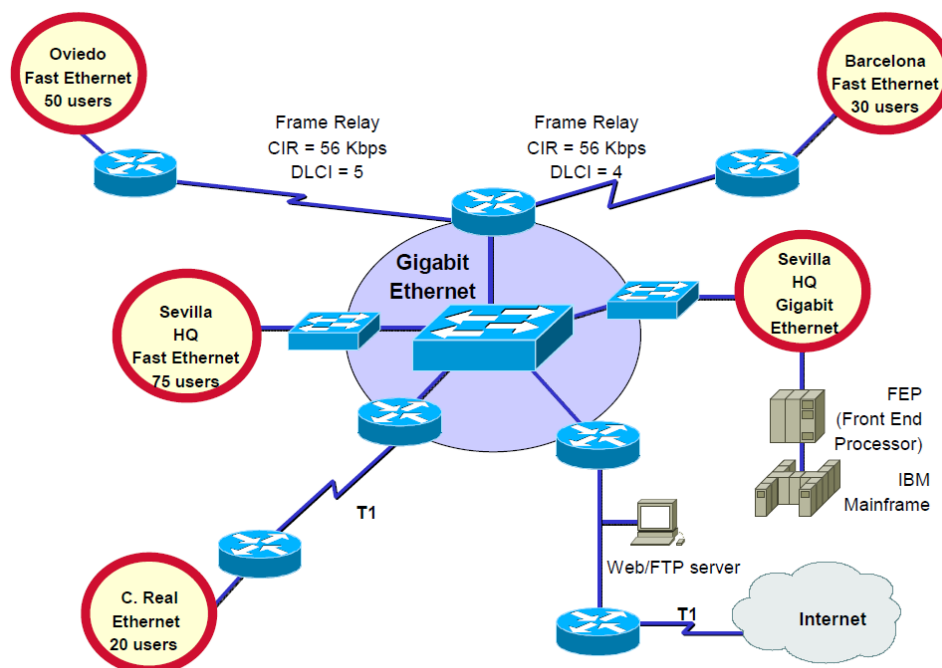 Oviedo
Fast Ethernet
50 users
Barcelona
Fast Ethernet
30 users
Frame Relay
CIR = 56 Kbps
DLCI = 5
Frame Relay
CIR = 56 Kbps
DLCI = 4
Gigabit
Ethernet
Sevilla
HQ
Gigabit
Ethernet
Sevilla
HQ
Fast Ethernet
75 users
FEP
(Front End
Processor)
IBM
Mainframe
T1
Web/FTP server
C. Real
Ethernet
20 users
T1
Internet